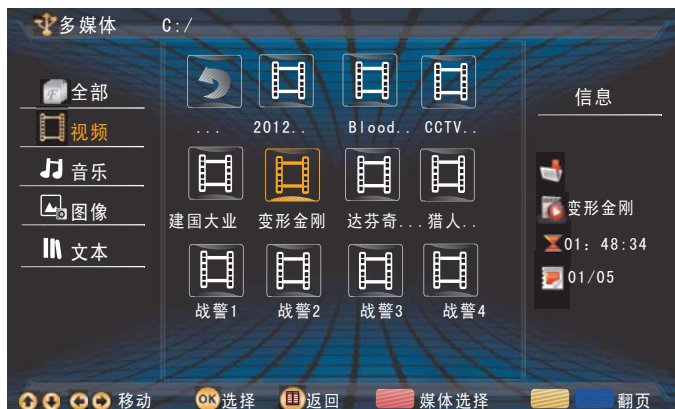 多媒体 C:/
全部
视频
音乐
图像
文本
... 2012.. Blood.. CCTV..
建国大业 变形金刚 达芬奇... 猎人..
战警1 战警2 战警3 战警4
信息
变形金刚
01: 48:34
01/05
移动 OK 选择 返回 媒体选择 翻页